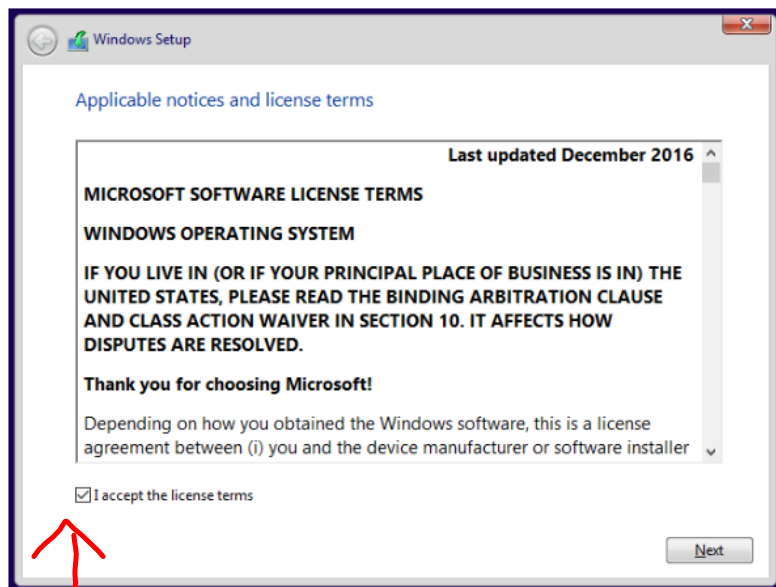 Windows Setup
Applicable notices and license terms
Last updated December 2016
MICROSOFT SOFTWARE LICENSE TERMS
WINDOWS OPERATING SYSTEM
IF YOU LIVE IN (OR IF YOUR PRINCIPAL PLACE OF BUSINESS IS IN) THE
UNITED STATES, PLEASE READ THE BINDING ARBITRATION CLAUSE
AND CLASS ACTION WAIVER IN SECTION 10. IT AFFECTS HOW
DISPUTES ARE RESOLVED.
Thank you for choosing Microsoft!
Depending on how you obtained the Windows software, this is a license
agreement between (i) you and the device manufacturer or software installer
I accept the license terms
Next